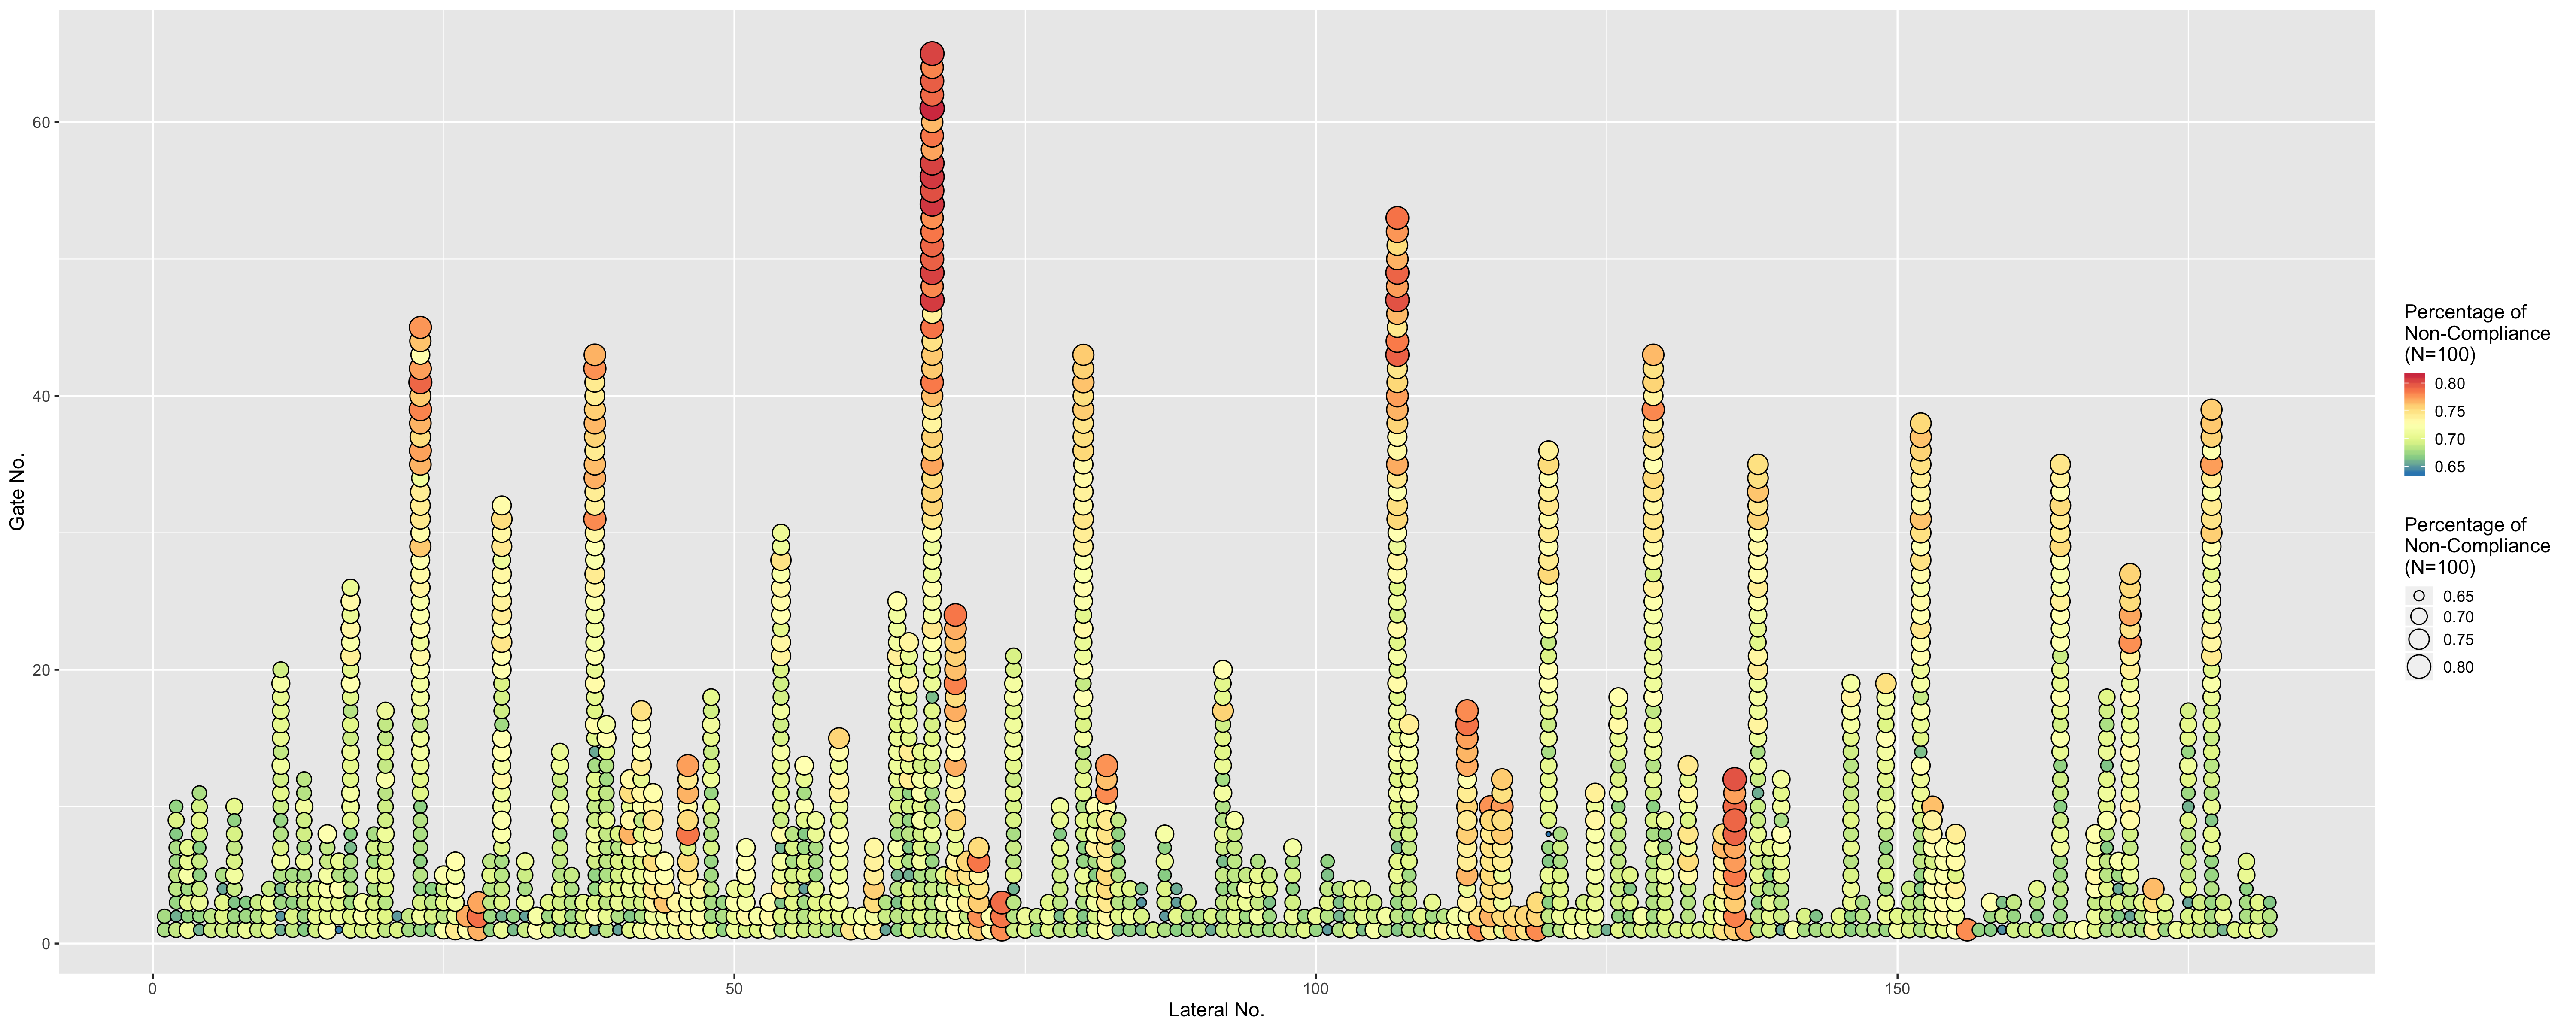 60
40
20
0
Gate No.
0
50
100
150
Lateral No.
Percentage of
Non-Compliance
(N=100)
0.80
0.75
0.70
0.65
Percentage of
Non-Compliance
(N=100)
0.65
0.70
0.75
0.80